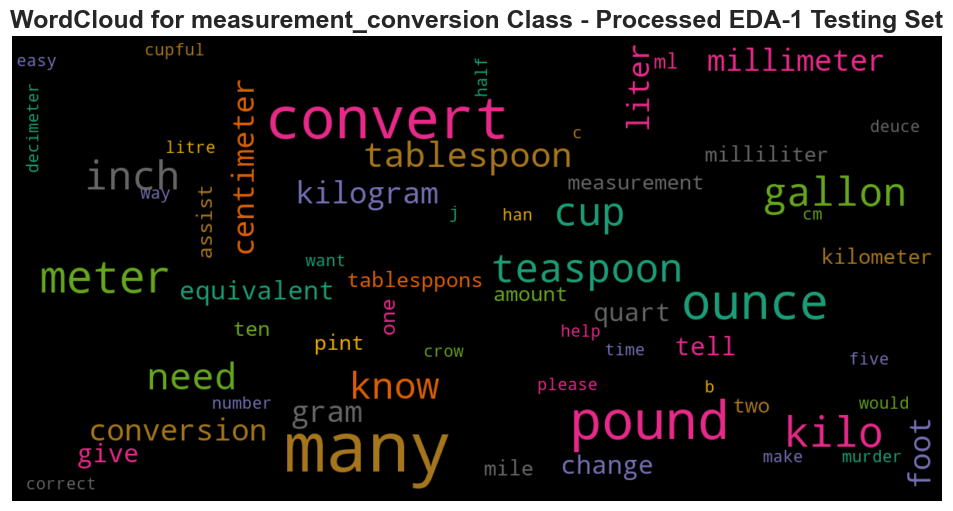 WordCloud for measurement_conversion Class - Processed EDA-1 Testing Set
easy
cupful
half
liter
ml
millimeter
decimeter
centimeter
convert
c
deuce
litre
tablespoon
milliliter
inch
way
assist
kilogram
measurement
gallon
j
han
cup
cm
want
teaspoon
kilometer
meter
equivalent
tablesppons
amount
ounce
one
quart
ten
pint
crow
help
time
tell
five
need
know
please
b
number
gram
pound
two
would
kilo
foot
conversion
many
give
mile
change
make
murder
correct